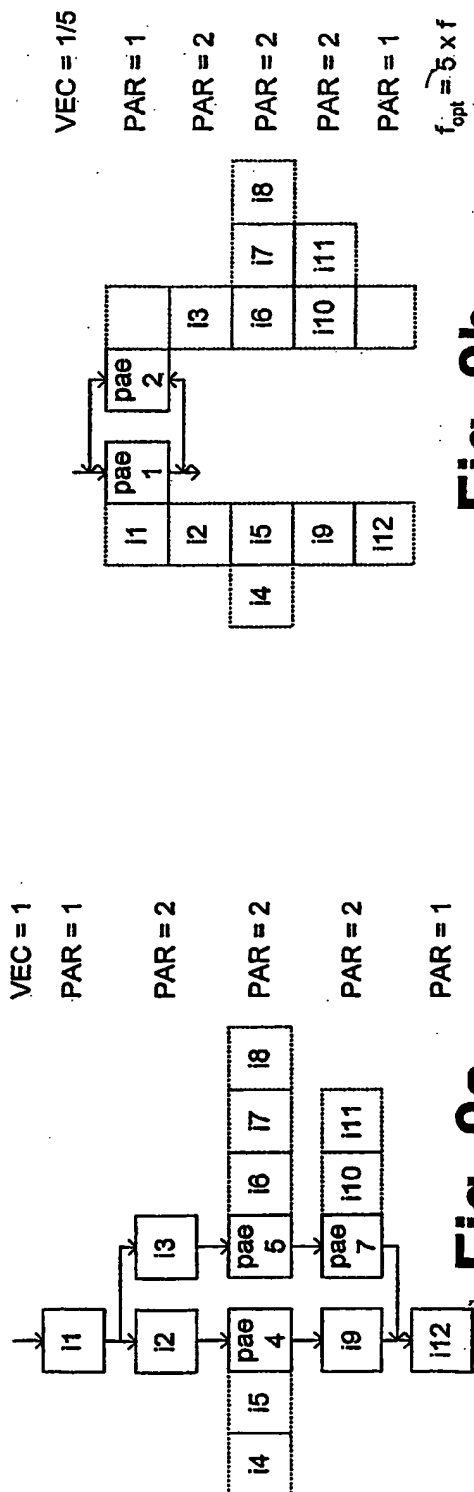 VEC = 1
i1 PAR = 1
i2 i3 PAR = 2
i4 i5 pae 4 pae 5 i6 i7 i8 PAR = 2
i9 pae 7 i10 i11 PAR = 2
i12 PAR = 1
Fig.
VEC = 1/5
i1 pae 1 pae 2 PAR = 1
i2 i3 PAR = 2
i4 i5 i6 i7 i8 PAR = 2
i9 i10 i11 PAR = 2
i12 PAR = 1
fopt = 5 x f
Fig.